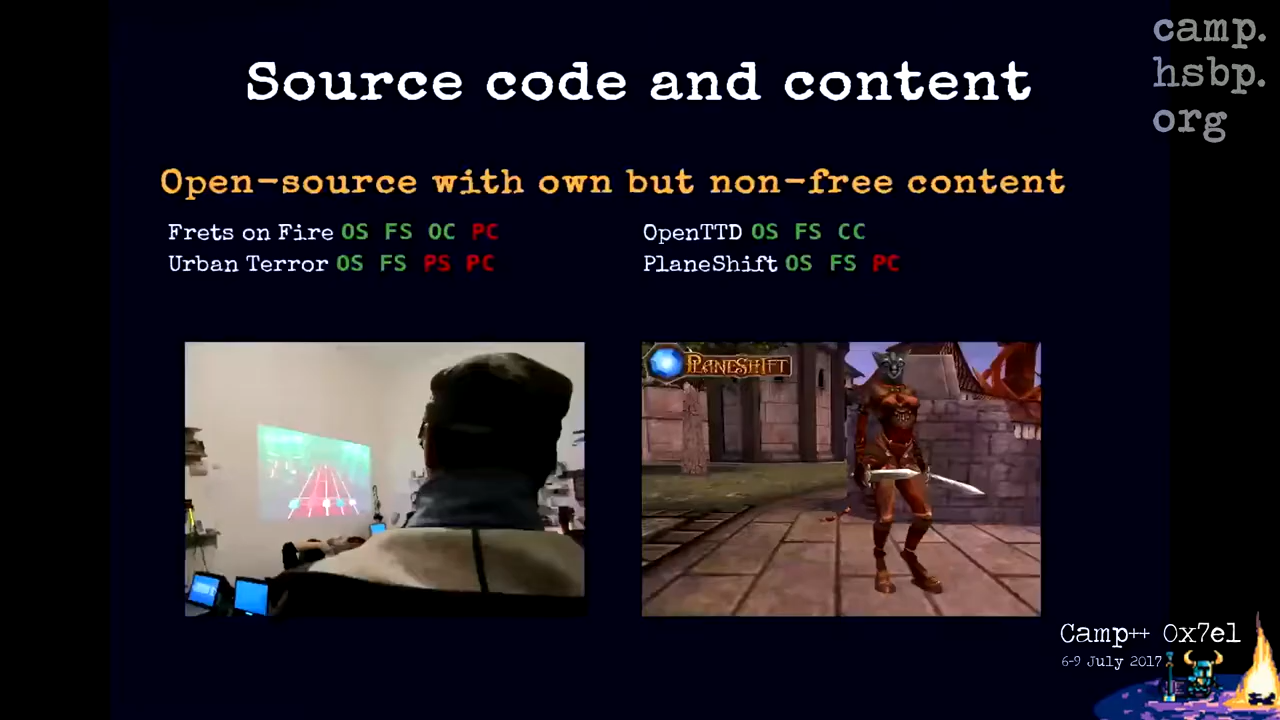 camp.
hsbp.
org
Source code and content
Open-source with own but non-free content
Frets on Fire OS FS OC PC
Urban Terror OS FS PS PC
OpenTTD OS FS CC
PlaneShift OS FS PC
PLANESHIFT
Camp++ 0x7e1
6-9 July 2017